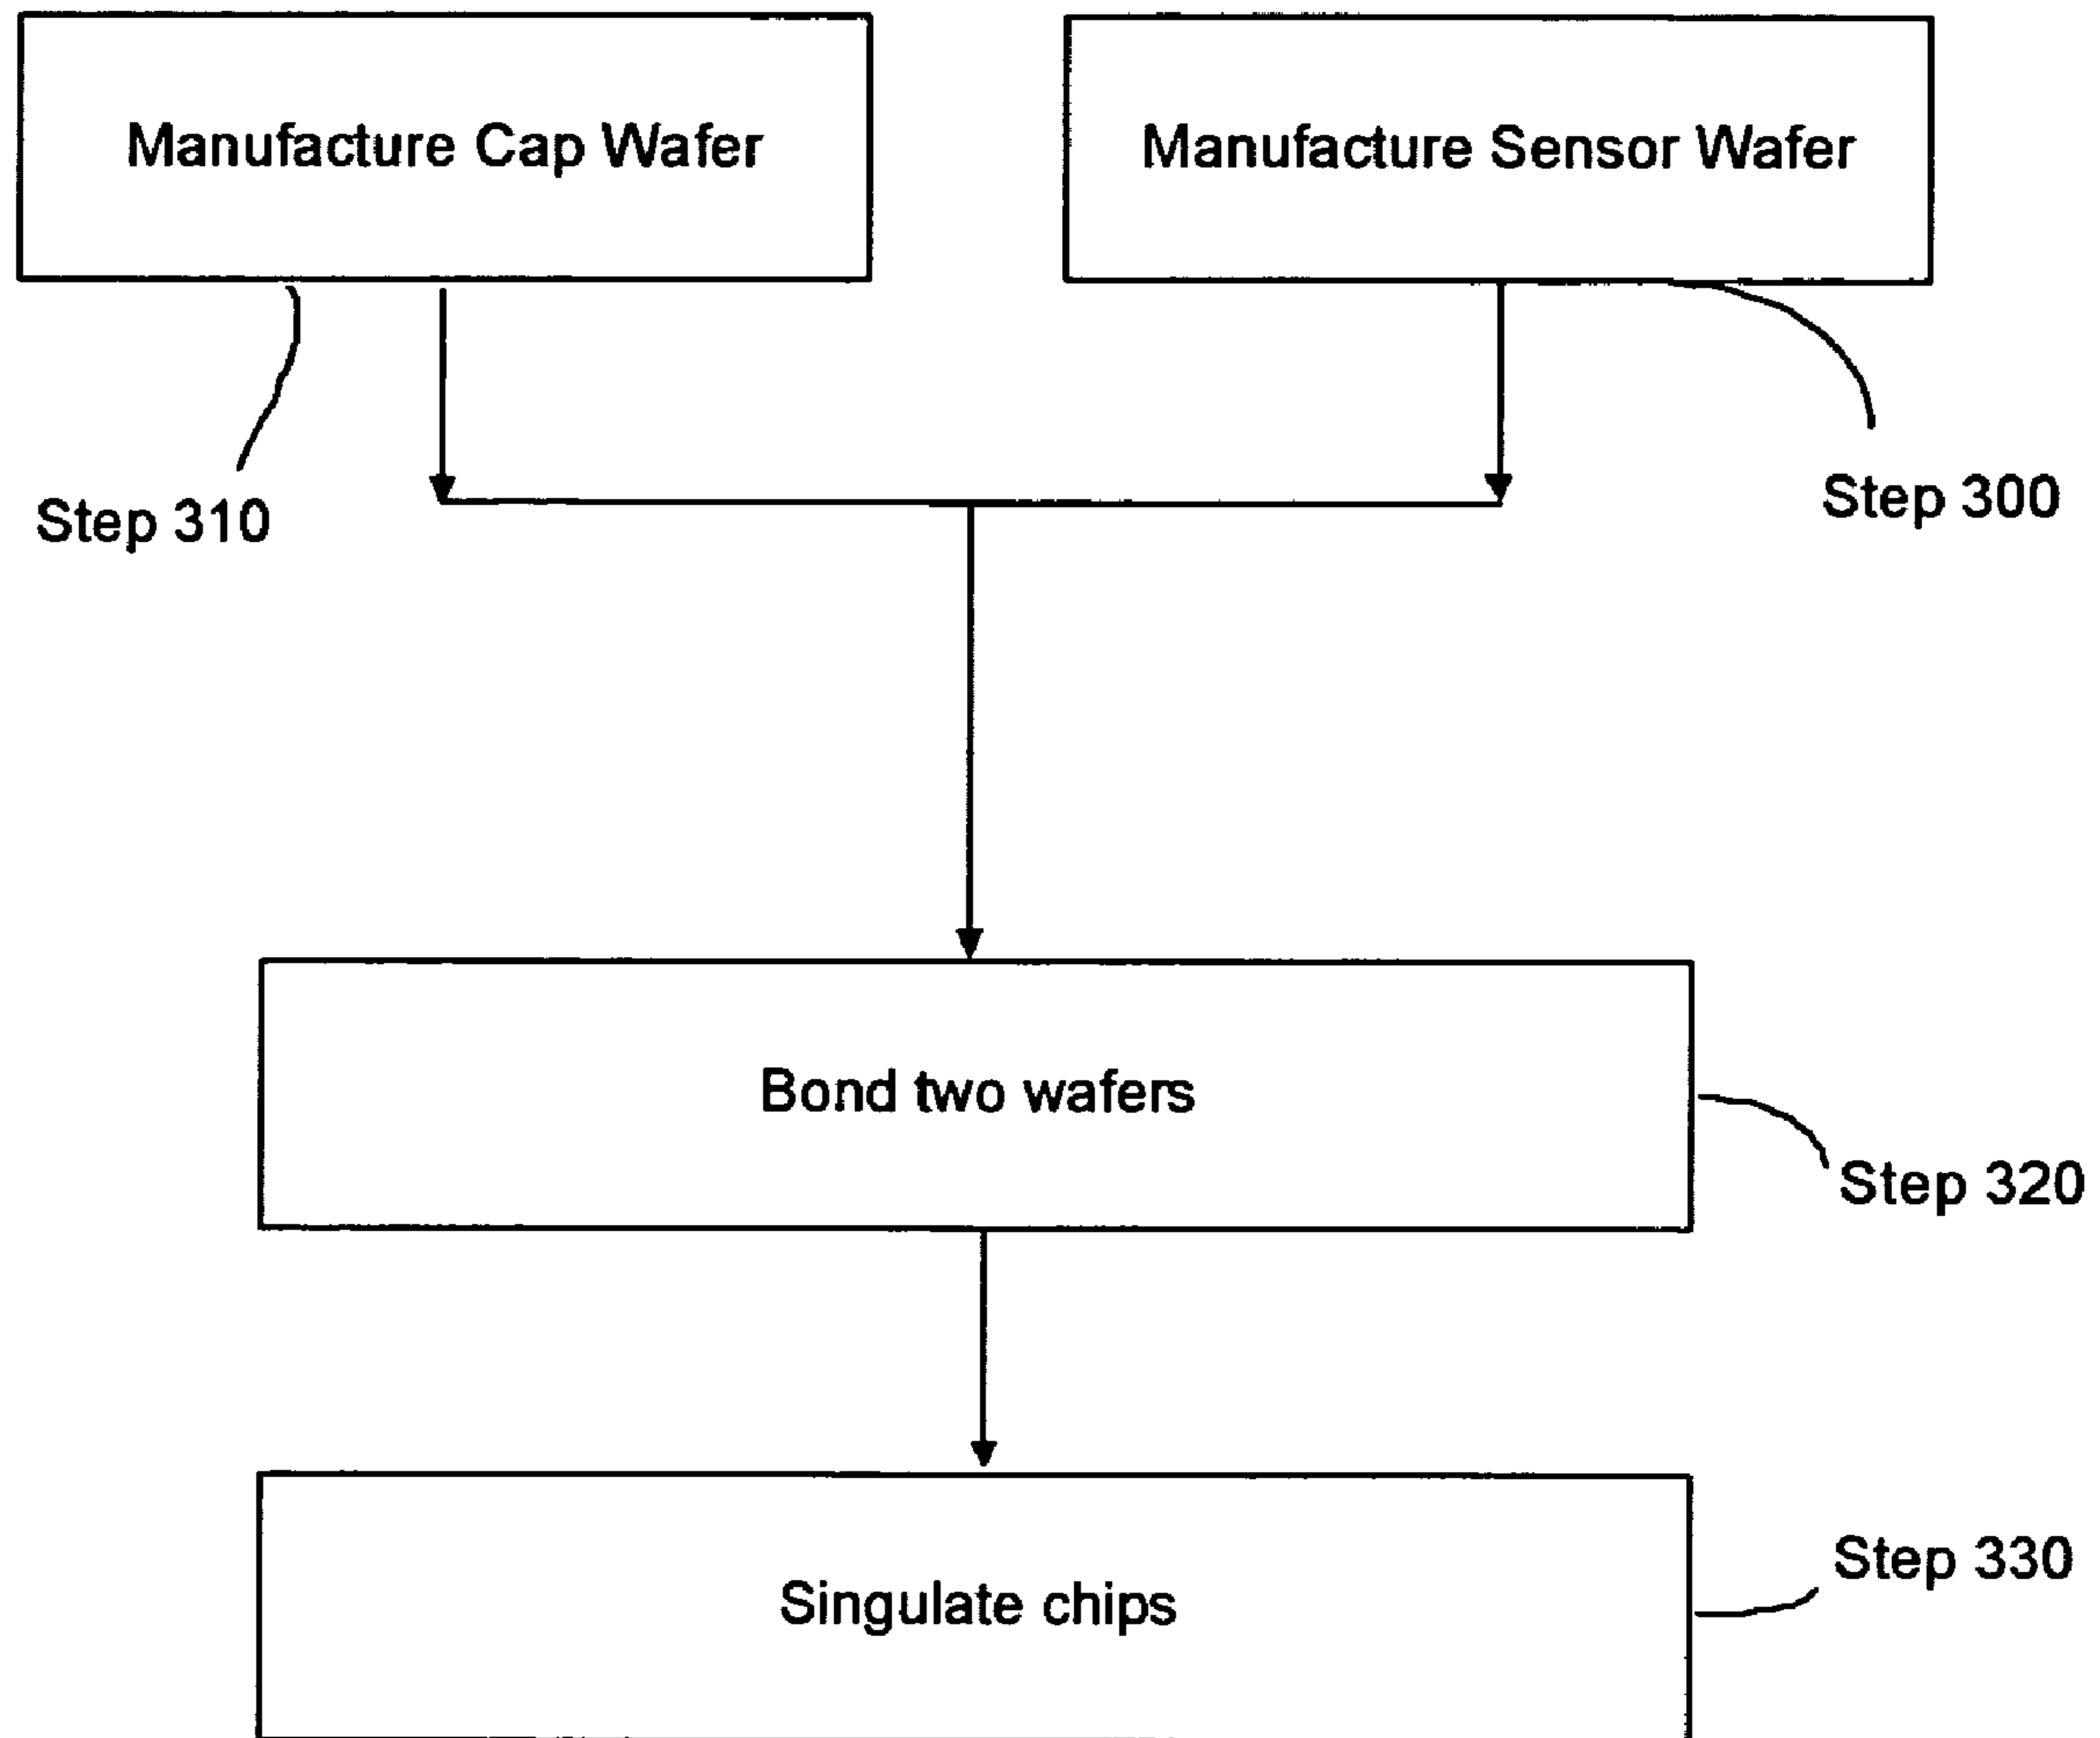 Manufacture Cap Wafer
Manufacture Sensor Wafer
Step 310
Step 300
Bond two wafers
Step 320
Step 330
Singulate chips